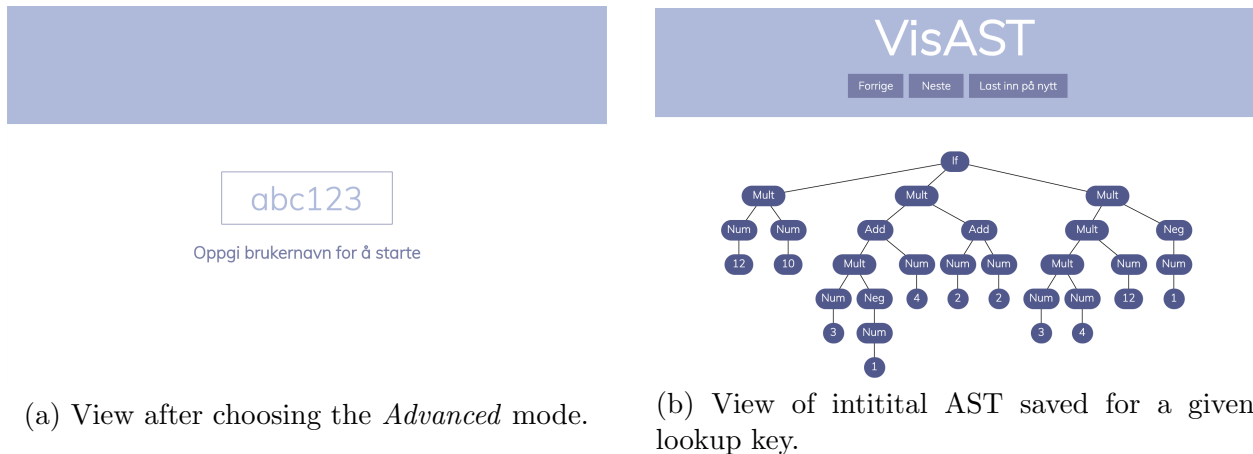 abc123
Oppgi brukernavn for å starte
(a) View after choosing the Advanced mode.
VisAST
Forrige Neste Last inn på nytt
If
Mult Mult Mult
Num Num Add Add Mult Neg
12 10 Mult Num Num Num Mult Num Num
Num Neg 4 2 2 Num Num 12 1
3 Num 3 4
1
(b) View of intitital AST saved for a given
lookup key.